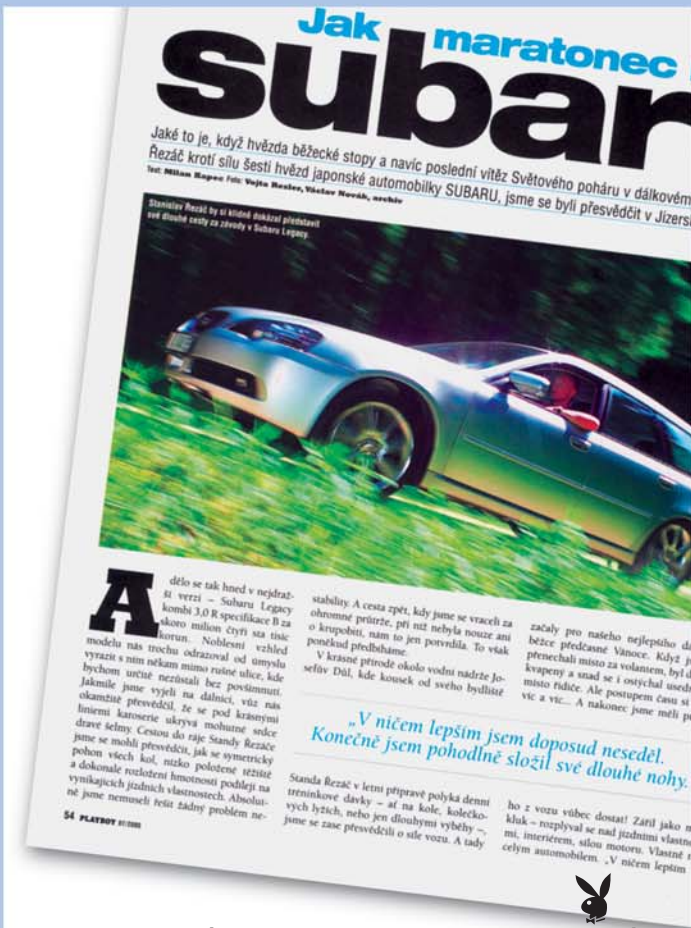 Jak maratonec
subar
Jaké to je, když hvězda běžecké stopy a navíc poslední vítěz Světového poháru v dálkovém
Řezáč krotí sílu šesti hvězd japonské automobilky SUBARU, jsme se byli přesvědčit v Jizers
Text: Milan Rapec Foto: Vojta Resler, Václav Novák, archiv
Stanislav Řezáč by si klidně dokázal představit
své dlouhé cesty za závody v Subaru Legacy.
A
dělo se tak hned v nejdraž-
ší verzi – Subaru Legacy
kombi 3,0 R specifikace B za
skoro milion čtyři sta tisíc
korun. Noblesní vzhled
modelu nás trochu odrazoval od úmyslu
vyrazit s ním někam mimo rušné ulice, kde
bychom určitě nezůstali bez povšimnutí.
Jakmile jsme vyjeli na dálnici, vůz nás
okamžitě přesvědčil, že se pod krásnými
liniemi karoserie ukrývá mohutné srdce
dravé šelmy. Cestou do ráje Standy Řezáče
jsme se mohli přesvědčit, jak se symetrický
pohon všech kol, nízko položené těžiště
a dokonale rozložení hmotnosti podílejí na
vynikajících jízdních vlastnostech. Absolut-
ně jsme nemuseli řešit žádný problém ne-
stability. A cesta zpět, kdy jsme se vraceli za
ohromné průtrže, při níž nebyla nouze ani
o krupobití, nám to jen potvrdila. To však
poněkud předbíháme.
V krásné přírodě okolo vodní nádrže Jo-
sefův Důl, kde kousek od svého bydliště
začaly pro našeho nejlepšího dá
běžce předčasné Vánoce. Když j
přenechali místo za volantem, byl d
kvapený a snad se i ostýchal used
místo řidiče. Ale postupem času si
víc a víc... A nakonec jsme měli p
„V ničem lepším jsem doposud neseděl.
Konečně jsem pohodlně složil své dlouhé nohy.
Standa Řezáč v letní přípravě polyká denní
tréninkové dávky – ať na kole, kolečko-
vých lyžích, nebo jen dlouhými výběhy –,
jsme se zase přesvědčili o síle vozu. A tady
ho z vozu vůbec dostat! Zářil jako m
kluk – rozplýval se nad jízdními vlastno
mi, interiérem, silou motoru. Vlastně n
celým automobilem. „V ničem lepším
54 PLAYBOY